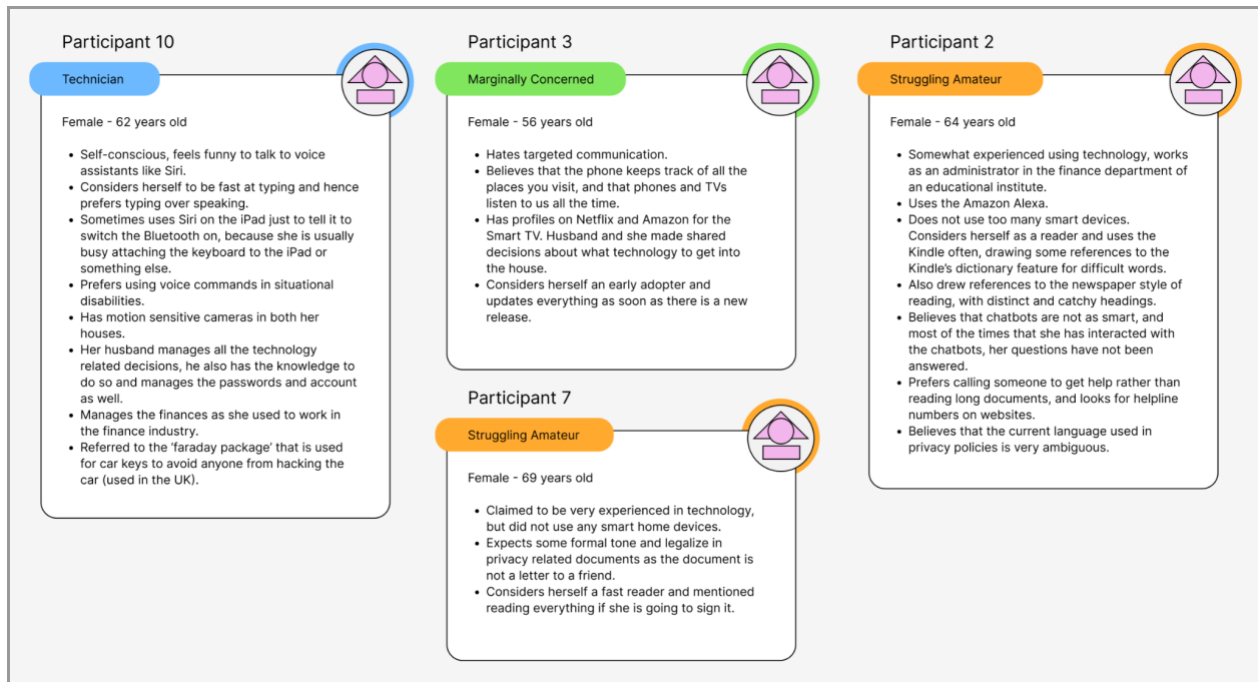 Participant 10
Technician
Female - 62 years old
• Self-conscious, feels funny to talk to voice
assistants like Siri.
• Considers herself to be fast at typing and hence
prefers typing over speaking.
• Sometimes uses Siri on the iPad just to tell it to
switch the Bluetooth on, because she is usually
busy attaching the keyboard to the iPad or
something else.
• Prefers using voice commands in situational
disabilities.
• Has motion sensitive cameras in both her
houses.
• Her husband manages all the technology
related decisions, he also has the knowledge to
do so and manages the passwords and account
as well.
• Manages the finances as she used to work in
the finance industry.
• Referred to the ‘faraday package’ that is used
for car keys to avoid anyone from hacking the
car (used in the UK).
Participant 3
Marginally Concerned
Female - 56 years old
• Hates targeted communication.
• Believes that the phone keeps track of all the
places you visit, and that phones and TVs
listen to us all the time.
• Has profiles on Netflix and Amazon for the
Smart TV. Husband and she made shared
decisions about what technology to get into
the house.
• Considers herself an early adopter and
updates everything as soon as there is a new
release.
Participant 7
Struggling Amateur
Female - 69 years old
• Claimed to be very experienced in technology,
but did not use any smart home devices.
• Expects some formal tone and legalize in
privacy related documents as the document is
not a letter to a friend.
• Considers herself a fast reader and mentioned
reading everything if she is going to sign it.
Participant 2
Struggling Amateur
Female - 64 years old
• Somewhat experienced using technology, works
as an administrator in the finance department of
an educational institute.
• Uses the Amazon Alexa.
• Does not use too many smart devices.
Considers herself as a reader and uses the
Kindle often, drawing some references to the
Kindle’s dictionary feature for difficult words.
• Also drew references to the newspaper style of
reading, with distinct and catchy headings.
• Believes that chatbots are not as smart, and
most of the times that she has interacted with
the chatbots, her questions have not been
answered.
• Prefers calling someone to get help rather than
reading long documents, and looks for helpline
numbers on websites.
• Believes that the current language used in
privacy policies is very ambiguous.